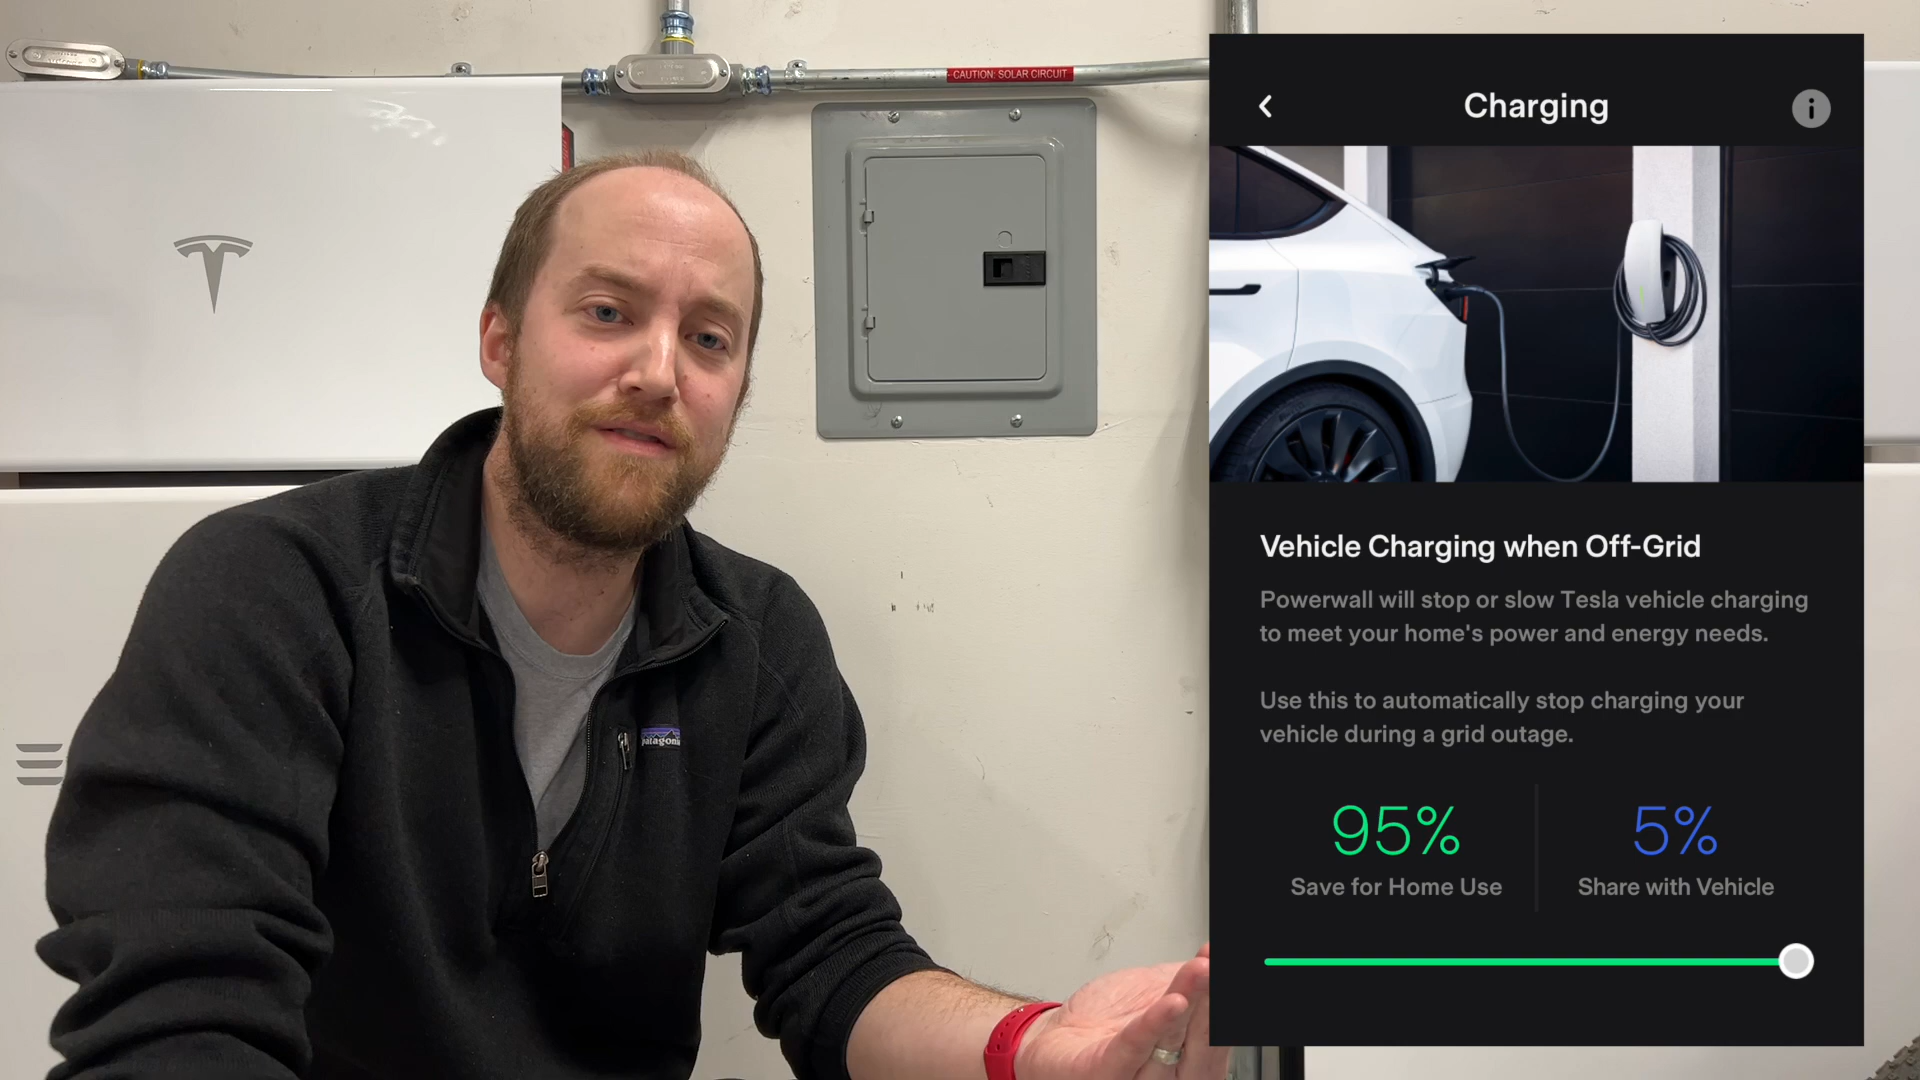 CAUTION: SOLAR CIRCUIT
patagonia
Charging
Vehicle Charging when Off-Grid
Powerwall will stop or slow Tesla vehicle charging
to meet your home's power and energy needs.
Use this to automatically stop charging your
vehicle during a grid outage.
95%
5%
Save for Home Use
Share with Vehicle